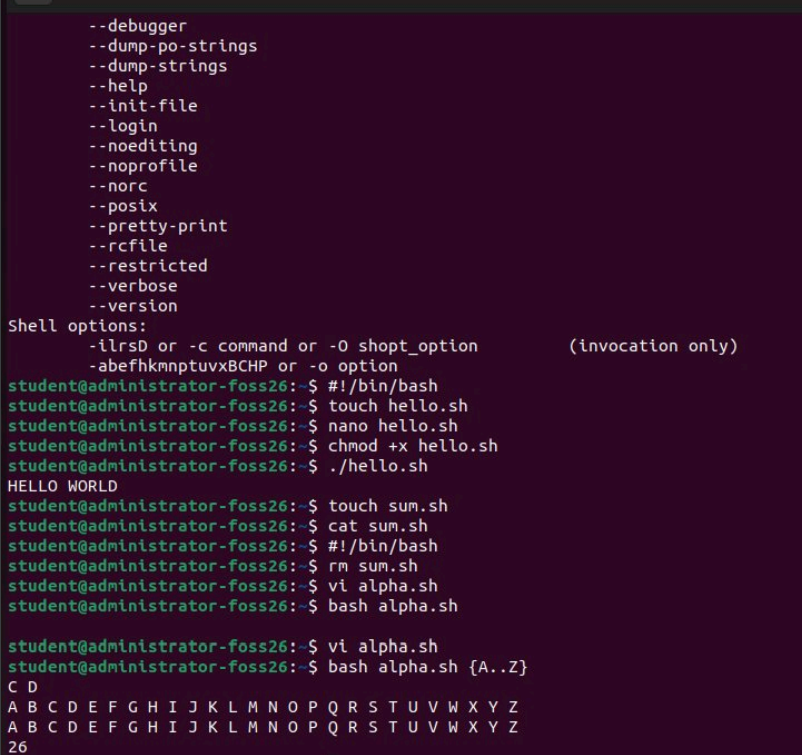 --debugger
--dump-po-strings
--dump-strings
--help
--init-file
--login
--noediting
--noprofile
--norc
--posix
--pretty-print
--rcfile
--restricted
--verbose
--version
Shell options:
-ilrsD or -c command or -O shopt_option (invocation only)
-abefhkmnptuvxBCHP or -o option
student@administrator-foss26:~$ #!/bin/bash
student@administrator-foss26:~$ touch hello.sh
student@administrator-foss26:~$ nano hello.sh
student@administrator-foss26:~$ chmod +x hello.sh
student@administrator-foss26:~$ ./hello.sh
HELLO WORLD
student@administrator-foss26:~$ touch sum.sh
student@administrator-foss26:~$ cat sum.sh
student@administrator-foss26:~$ #!/bin/bash
student@administrator-foss26:~$ rm sum.sh
student@administrator-foss26:~$ vi alpha.sh
student@administrator-foss26:~$ bash alpha.sh
student@administrator-foss26:~$ vi alpha.sh
student@administrator-foss26:~$ bash alpha.sh {A..Z}
C D
A B C D E F G H I J K L M N O P Q R S T U V W X Y Z
A B C D E F G H I J K L M N O P Q R S T U V W X Y Z
26